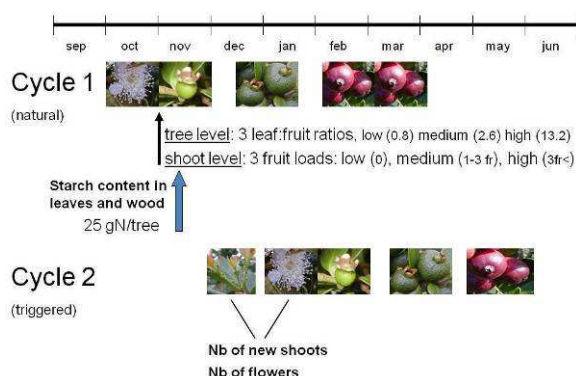 sep oct nov dec jan feb mar apr may jun
Cycle 1
(natural)
tree level: 3 leaf:fruit ratios, low (0.8) medium (2.6) high (13.2)
shoot level: 3 fruit loads: low (0), medium (1-3 fr), high (3fr<)
Starch content in
leaves and wood
25 gN/tree
Cycle 2
(triggered)
Nb of new shoots
Nb of flowers